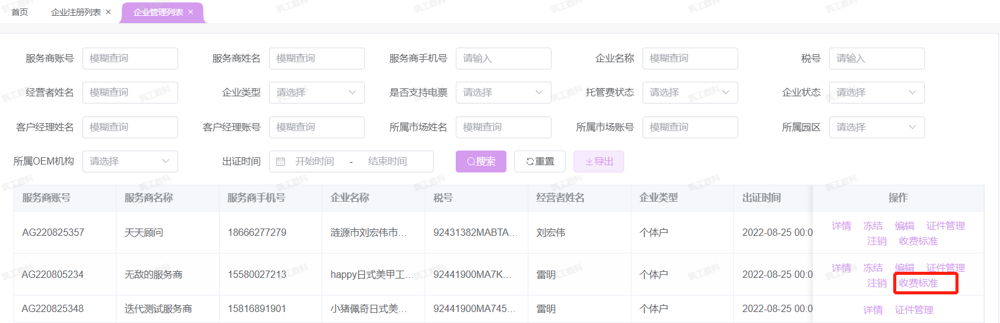 首页 企业注册列表 × 企业管理列表 ×
服务商账号 模糊查询 服务商姓名 模糊查询 服务商手机号 请输入 企业名称 模糊查询 税号 请输入
经营者姓名 模糊查询 企业类型 请选择 是否支持电票 请选择 托管费状态 请选择 企业状态 请选择
客户经理姓名 模糊查询 客户经理账号 模糊查询 所属市场姓名 模糊查询 所属市场账号 模糊查询 所属园区 请选择
所属OEM机构 请选择 出证时间 开始时间 - 结束时间 搜索 重置 导出
服务商账号 服务商名称 服务商手机号 企业名称 税号 经营者姓名 企业类型 出证时间 操作
AG220825357 天天顾问 18666277279 涟源市刘宏伟市... 92431382MABTA... 刘宏伟 个体户 2022-08-25 00:0 详情 冻结 编辑 证件管理
注销 收费标准
AG220805234 无敌的服务商 15580027213 happy日式美甲工... 92441900MA7K... 雷明 个体户 2022-08-25 00:0 详情 冻结 编辑 证件管理
注销 收费标准
AG220825348 迭代测试服务商 15816891901 小猪佩奇日式美... 92441900MA745... 雷明 个体户 2022-08-25 00:0 详情 证件管理
筑工数科